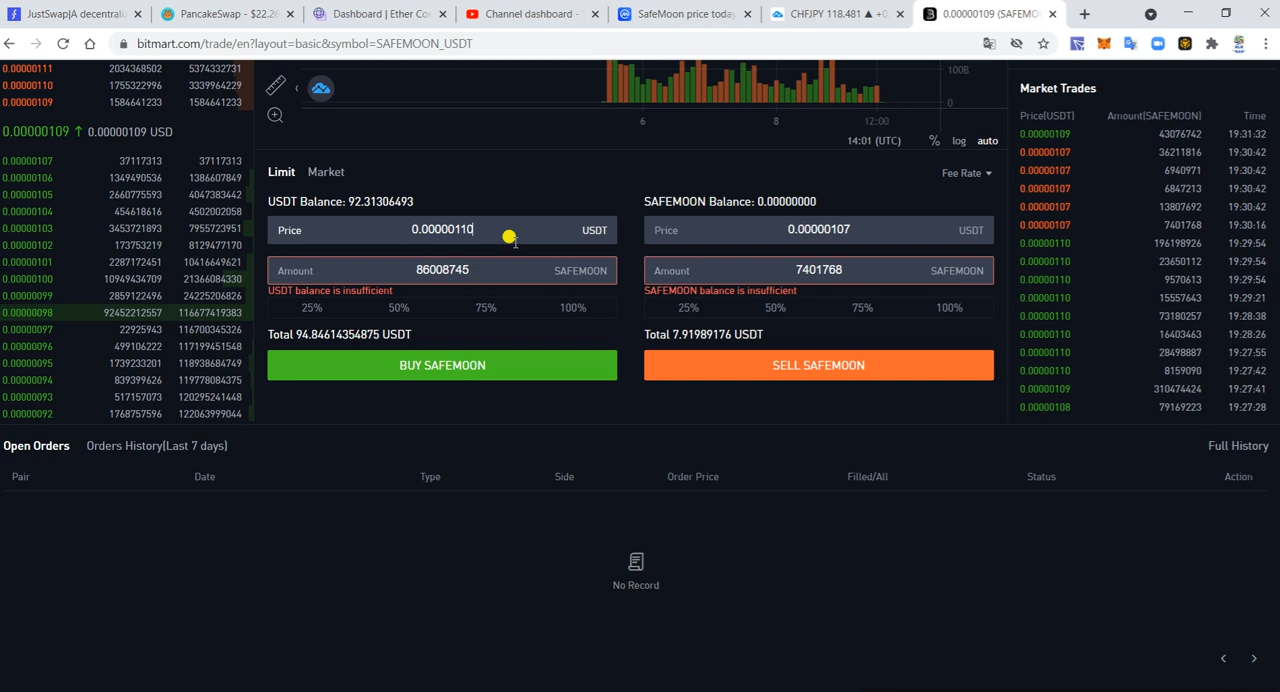 JustSwap|A decentrali
PancakeSwap - $22.26
Dashboard | Ether Co
Channel dashboard -
SafeMoon price today
CHFJPY 118.481 ▲ +0
0.00000109 (SAFEMO
bitmart.com/trade/en?layout=basic&symbol=SAFEMOON_USDT
0.00000111 2034368502 5374332731
0.00000110 1755322996 3339964229
0.00000109 1584641233 1584641233
0.00000109 ↑ 0.00000109 USD
0.00000107 37117313 37117313
0.00000106 1349490536 1386607849
0.00000105 2660775593 4047383442
0.00000104 454618616 4502002058
0.00000103 3453721893 7955723951
0.00000102 173753219 8129477170
0.00000101 2287172451 10416649621
0.00000100 10949434709 21366084330
0.00000099 2859122496 24225206826
0.00000098 92452212557 116677419383
0.00000097 22925943 116700345326
0.00000096 499106222 117199451548
0.00000095 1739233201 118938684749
0.00000094 839399626 119778084375
0.00000093 517157073 120295241448
0.00000092 1768757596 122063999044
100B
0
6 8 12:00
14:01 (UTC) % log auto
Limit Market
Fee Rate
USDT Balance: 92.31306493
Price 0.00000110 USDT
Amount 86008745 SAFEMOON
USDT balance is insufficient
25% 50% 75% 100%
Total 94.84614354875 USDT
BUY SAFEMOON
SAFEMOON Balance: 0.00000000
Price 0.00000107 USDT
Amount 7401768 SAFEMOON
SAFEMOON balance is insufficient
25% 50% 75% 100%
Total 7.91989176 USDT
SELL SAFEMOON
Market Trades
Price(USDT) Amount(SAFEMOON) Time
0.00000109 43076742 19:31:32
0.00000107 36211816 19:30:42
0.00000107 6940971 19:30:42
0.00000107 6847213 19:30:42
0.00000107 13807692 19:30:42
0.00000107 7401768 19:30:16
0.00000110 196198926 19:29:54
0.00000110 23650112 19:29:54
0.00000110 9570613 19:29:54
0.00000110 15557643 19:29:21
0.00000110 73180257 19:28:38
0.00000110 16403463 19:28:26
0.00000110 28498887 19:27:55
0.00000110 8159090 19:27:42
0.00000109 310474424 19:27:41
0.00000108 79169223 19:27:28
Open Orders Orders History(Last 7 days) Full History
Pair Date Type Side Order Price Filled/All Status Action
No Record